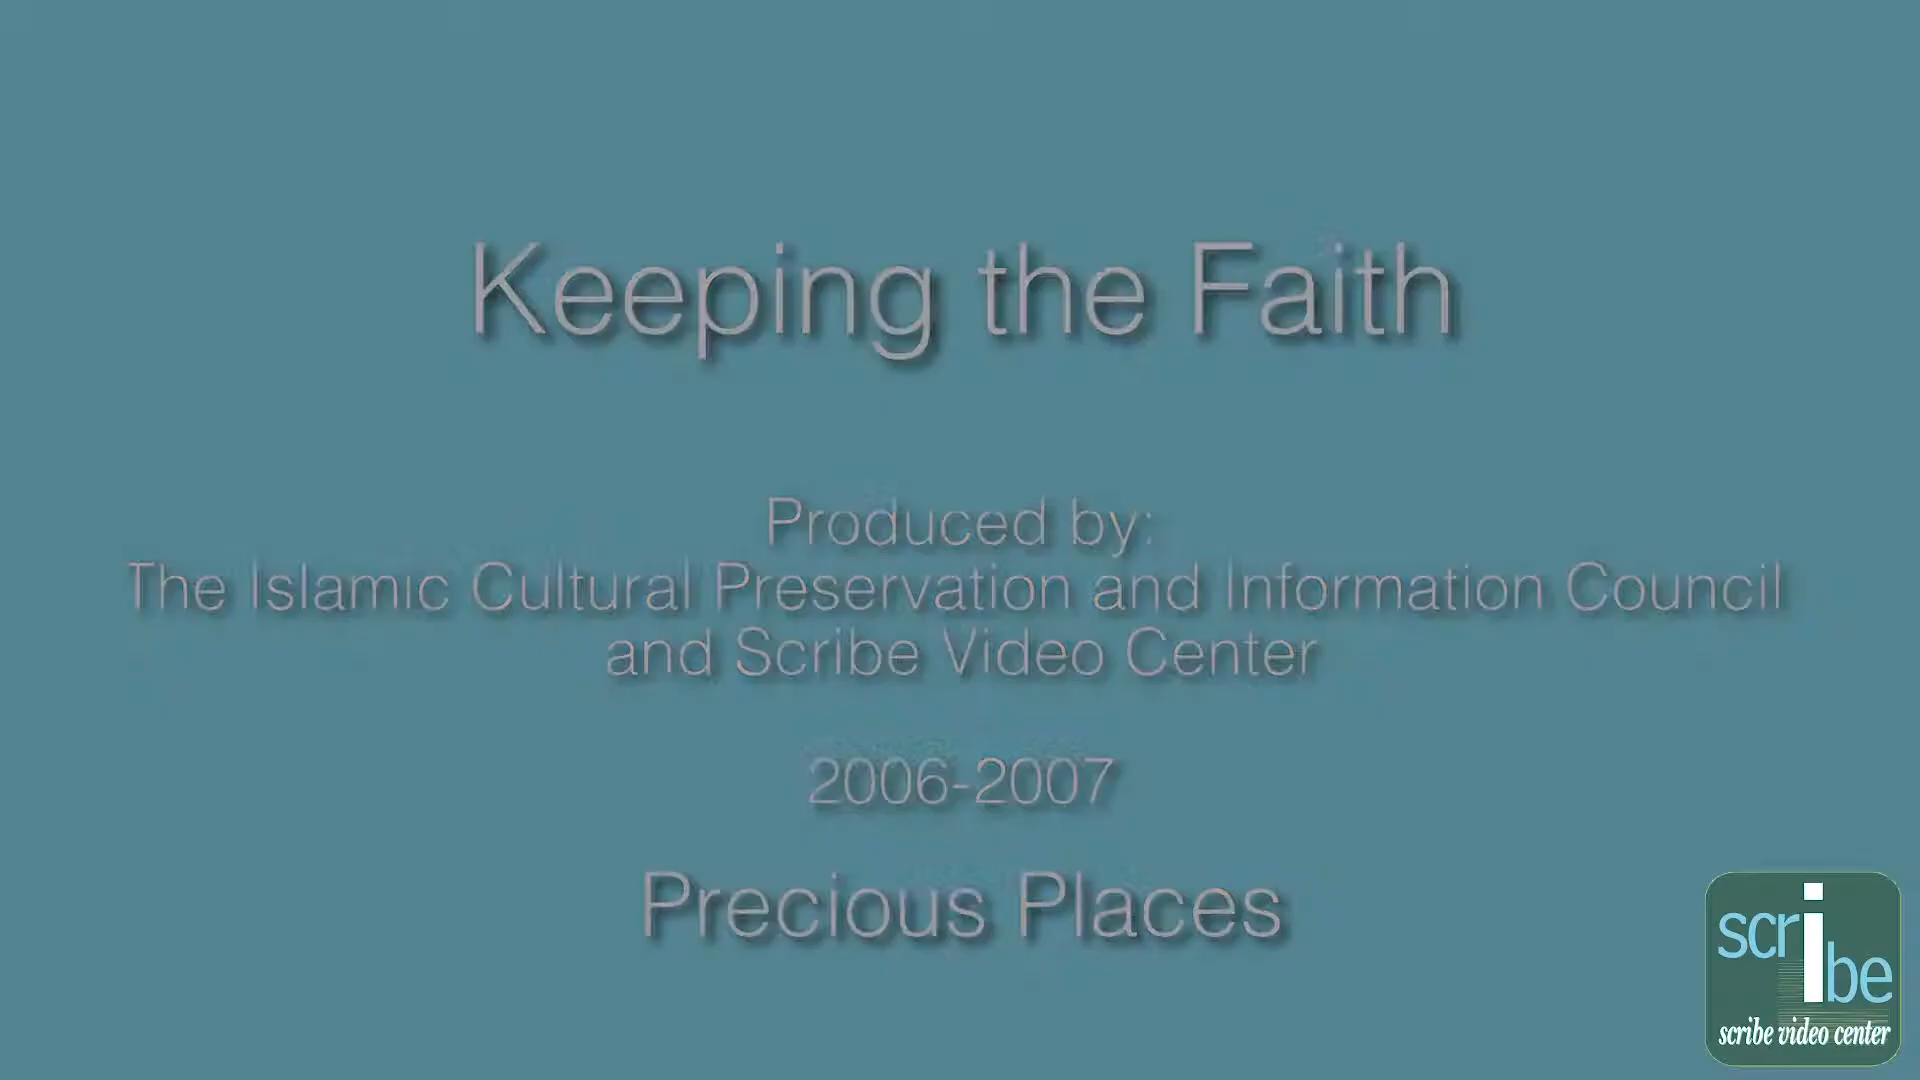 Keeping the Faith
Produced by:
The Islamic Cultural Preservation and Information Council
and Scribe Video Center
2006-2007
Precious Places
scribe
scribe video center